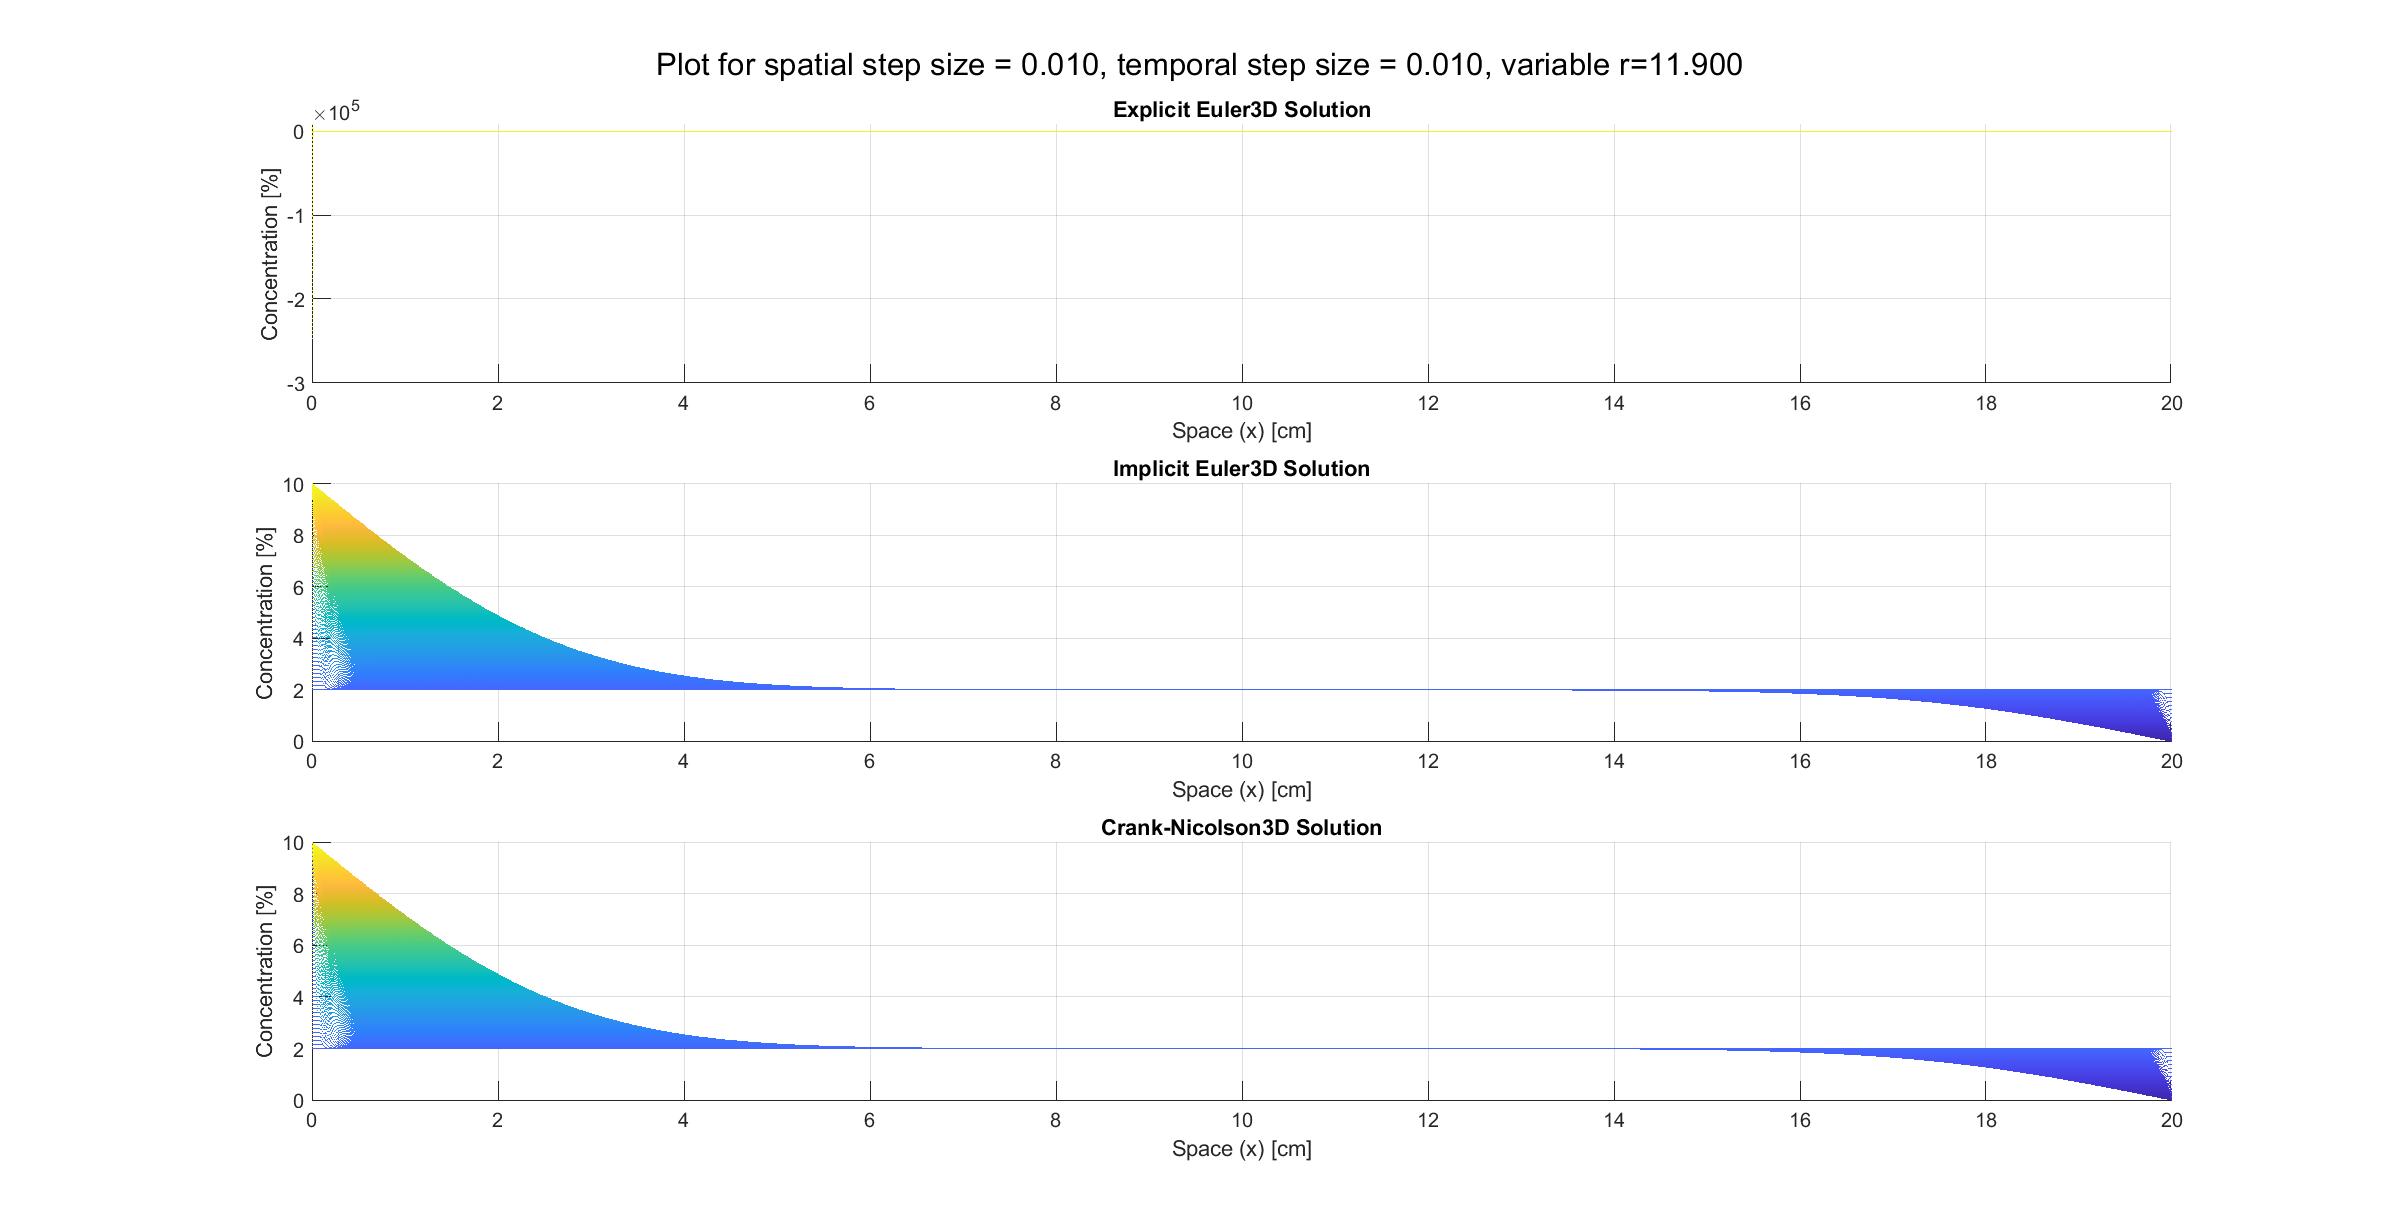 Plot for spatial step size = 0.010, temporal step size = 0.010, variable r=11.900
Explicit Euler3D Solution
×10^5
0
-1
-2
-3
Concentration [%]
0 2 4 6 8 10 12 14 16 18 20
Space (x) [cm]
Implicit Euler3D Solution
10
8
6
4
2
0
Concentration [%]
0 2 4 6 8 10 12 14 16 18 20
Space (x) [cm]
Crank-Nicolson3D Solution
10
8
6
4
2
0
Concentration [%]
0 2 4 6 8 10 12 14 16 18 20
Space (x) [cm]